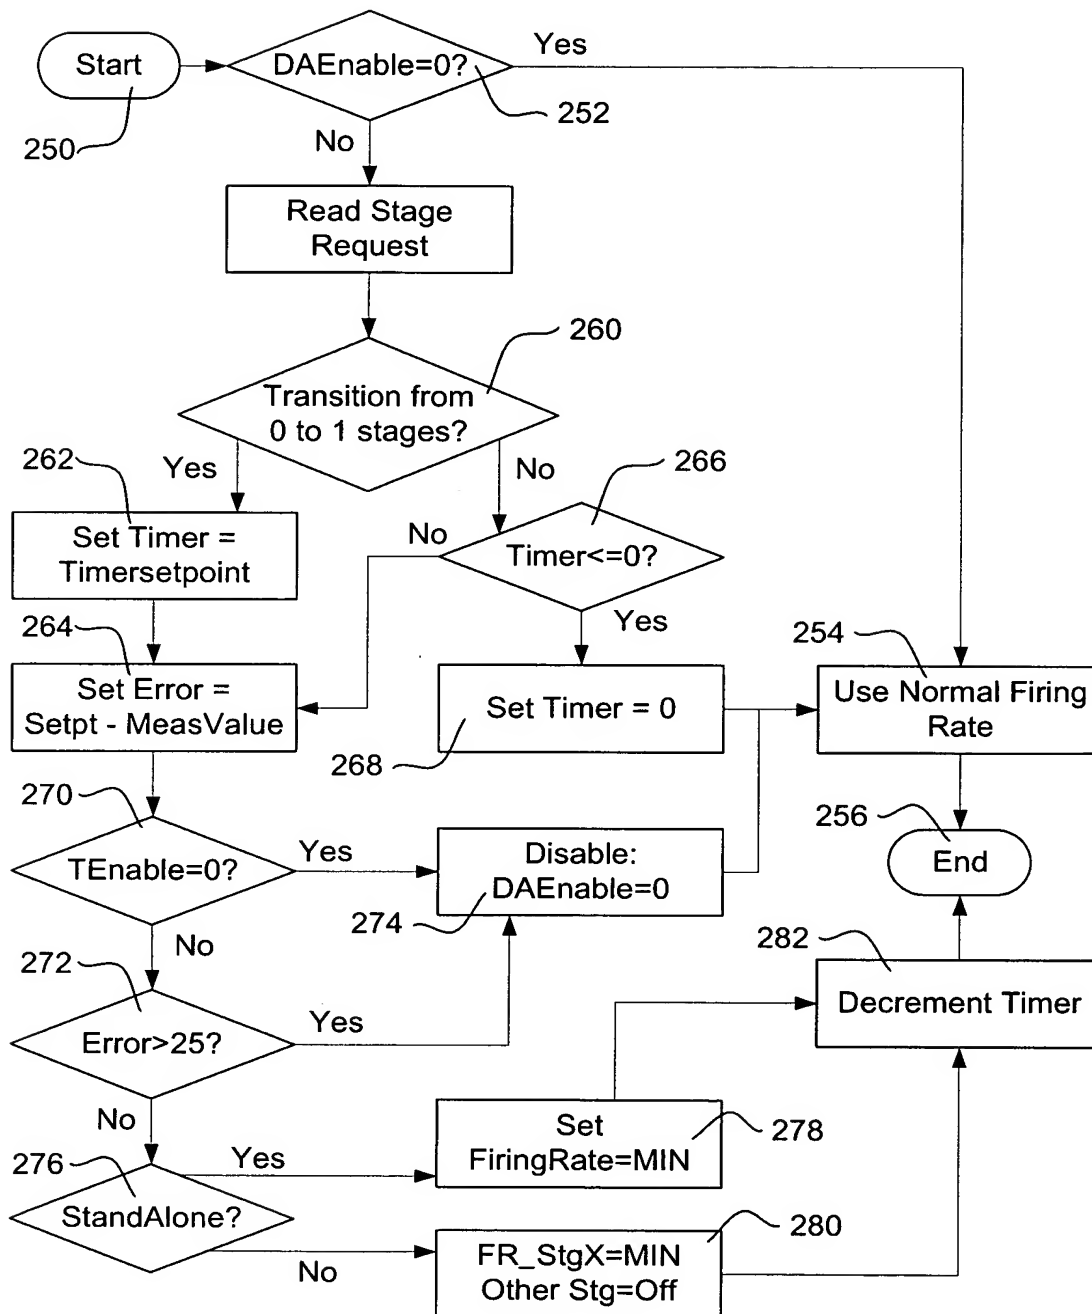 Start
DAEnable=0?
Yes
252
250
No
Read Stage
Request
260
Transition from
0 to 1 stages?
262
Yes
No
266
Set Timer =
Timersetpoint
No
Timer<=0?
264
Yes
254
Set Error =
Setpt - MeasValue
Set Timer = 0
Use Normal Firing
Rate
268
270
256
TEnable=0?
Yes
Disable:
DAEnable=0
End
274
No
282
272
Decrement Timer
Error>25?
Yes
No
Set
FiringRate=MIN
278
276
Yes
StandAlone?
280
No
FR_StgX=MIN
Other Stg=Off